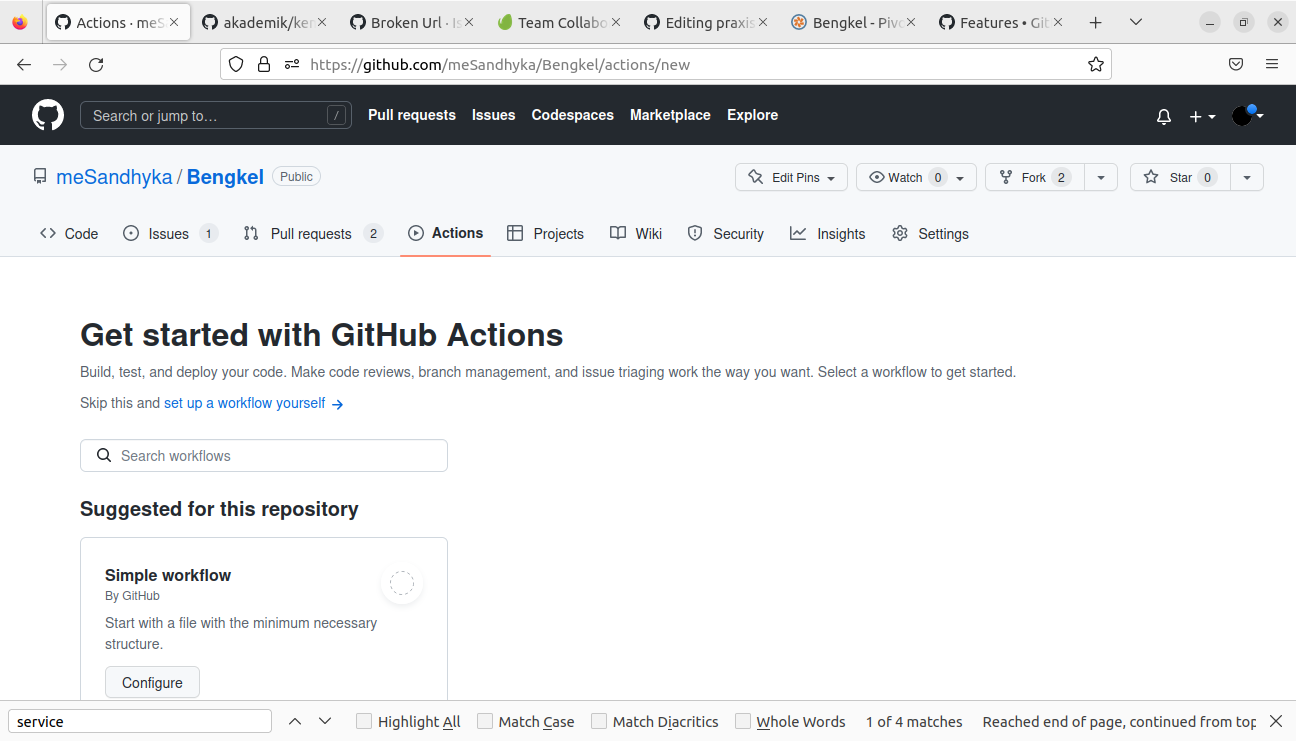 Actions · meS
akademik/ker
Broken Url · Is
Team Collabo
Editing praxis
Bengkel - Pivo
Features • Git
https://github.com/meSandhyka/Bengkel/actions/new
Search or jump to… /
Pull requests Issues Codespaces Marketplace Explore
meSandhyka / Bengkel Public
Edit Pins Watch 0 Fork 2 Star 0
Code Issues 1 Pull requests 2 Actions Projects Wiki Security Insights Settings
Get started with GitHub Actions
Build, test, and deploy your code. Make code reviews, branch management, and issue triaging work the way you want. Select a workflow to get started.
Skip this and set up a workflow yourself →
Search workflows
Suggested for this repository
Simple workflow
By GitHub
Start with a file with the minimum necessary
structure.
Configure
service Highlight All Match Case Match Diacritics Whole Words 1 of 4 matches Reached end of page, continued from top